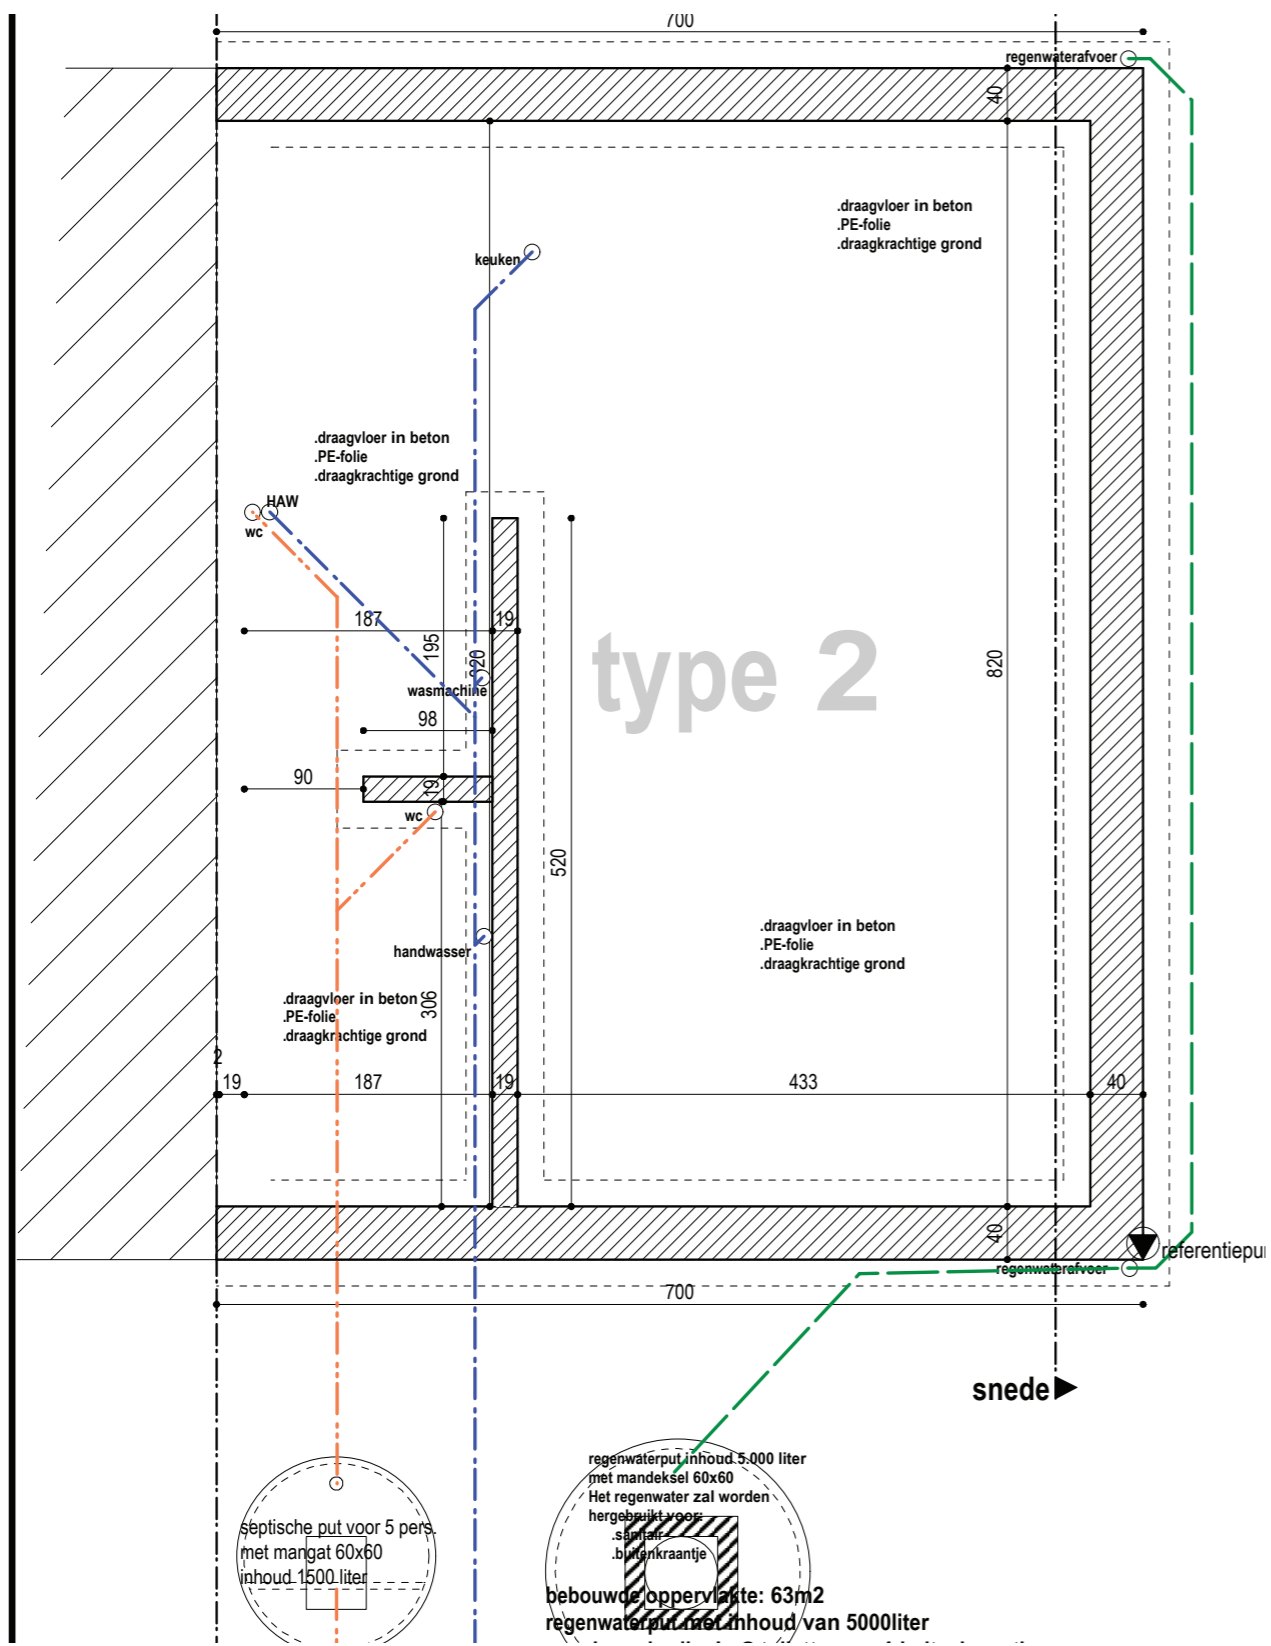 700
regenwaterafvoer
40
.draagvloer in beton
.PE-folie
.draagkrachtige grond
keuken
.draagvloer in beton
.PE-folie
.draagkrachtige grond
HAW
wc
187
19
195
820
type 2
820
wasmachine
98
90
19
wc
520
handwasser
.draagvloer in beton
.PE-folie
.draagkrachtige grond
306
.draagvloer in beton
.PE-folie
.draagkrachtige grond
2
19
187
19
433
40
40
referentiepu
regenwaterafvoer
700
snede
regenwaterput inhoud 5.000 liter
met mandeksel 60x60
Het regenwater zal worden
hergebruikt voor:
.sanitair
.buitenkraantje
septische put voor 5 pers.
met mangat 60x60
inhoud 1500 liter
bebouwde oppervlakte: 63m2
regenwaterput met inhoud van 5000liter